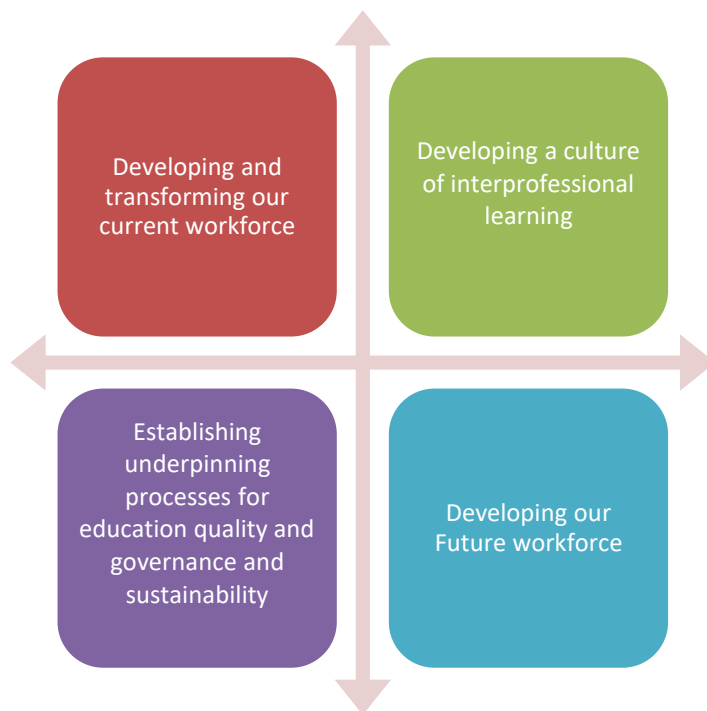 Developing and
transforming our
current workforce
Developing a culture
of interprofessional
learning
Establishing
underpinning
processes for
education quality and
governance and
sustainability
Developing our
Future workforce